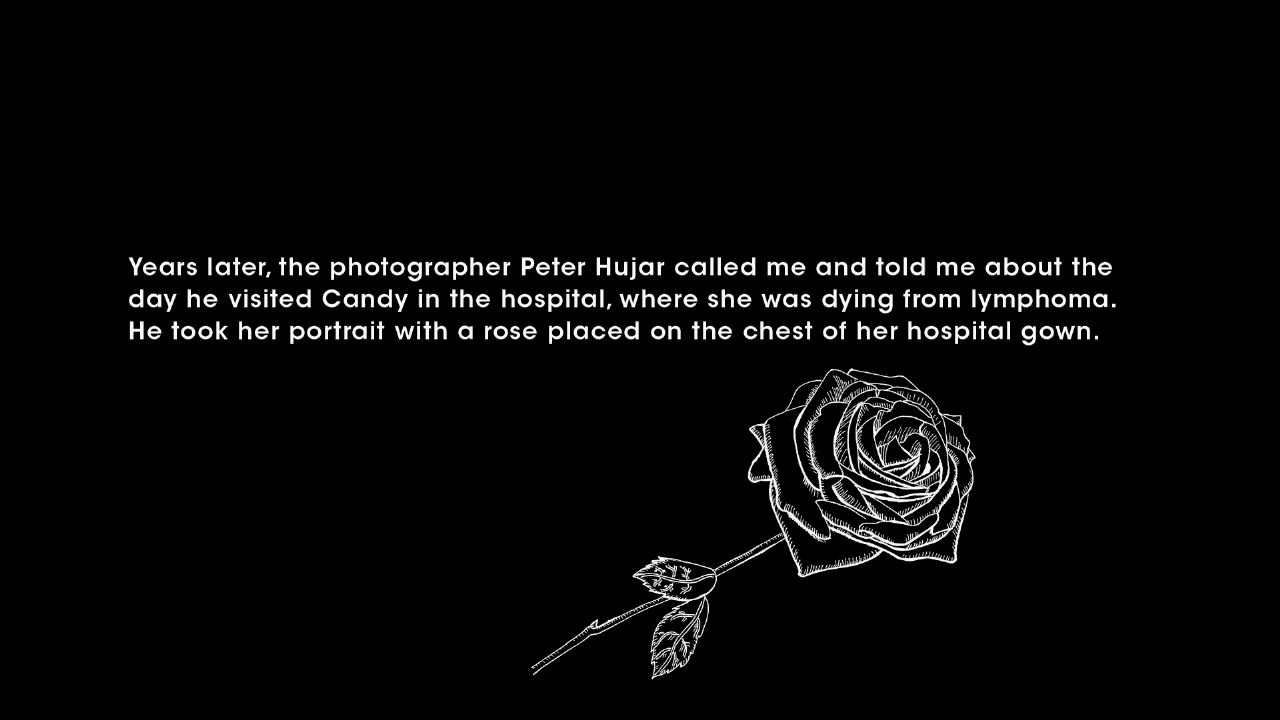 Years later, the photographer Peter Hujar called me and told me about the
day he visited Candy in the hospital, where she was dying from lymphoma.
He took her portrait with a rose placed on the chest of her hospital gown.